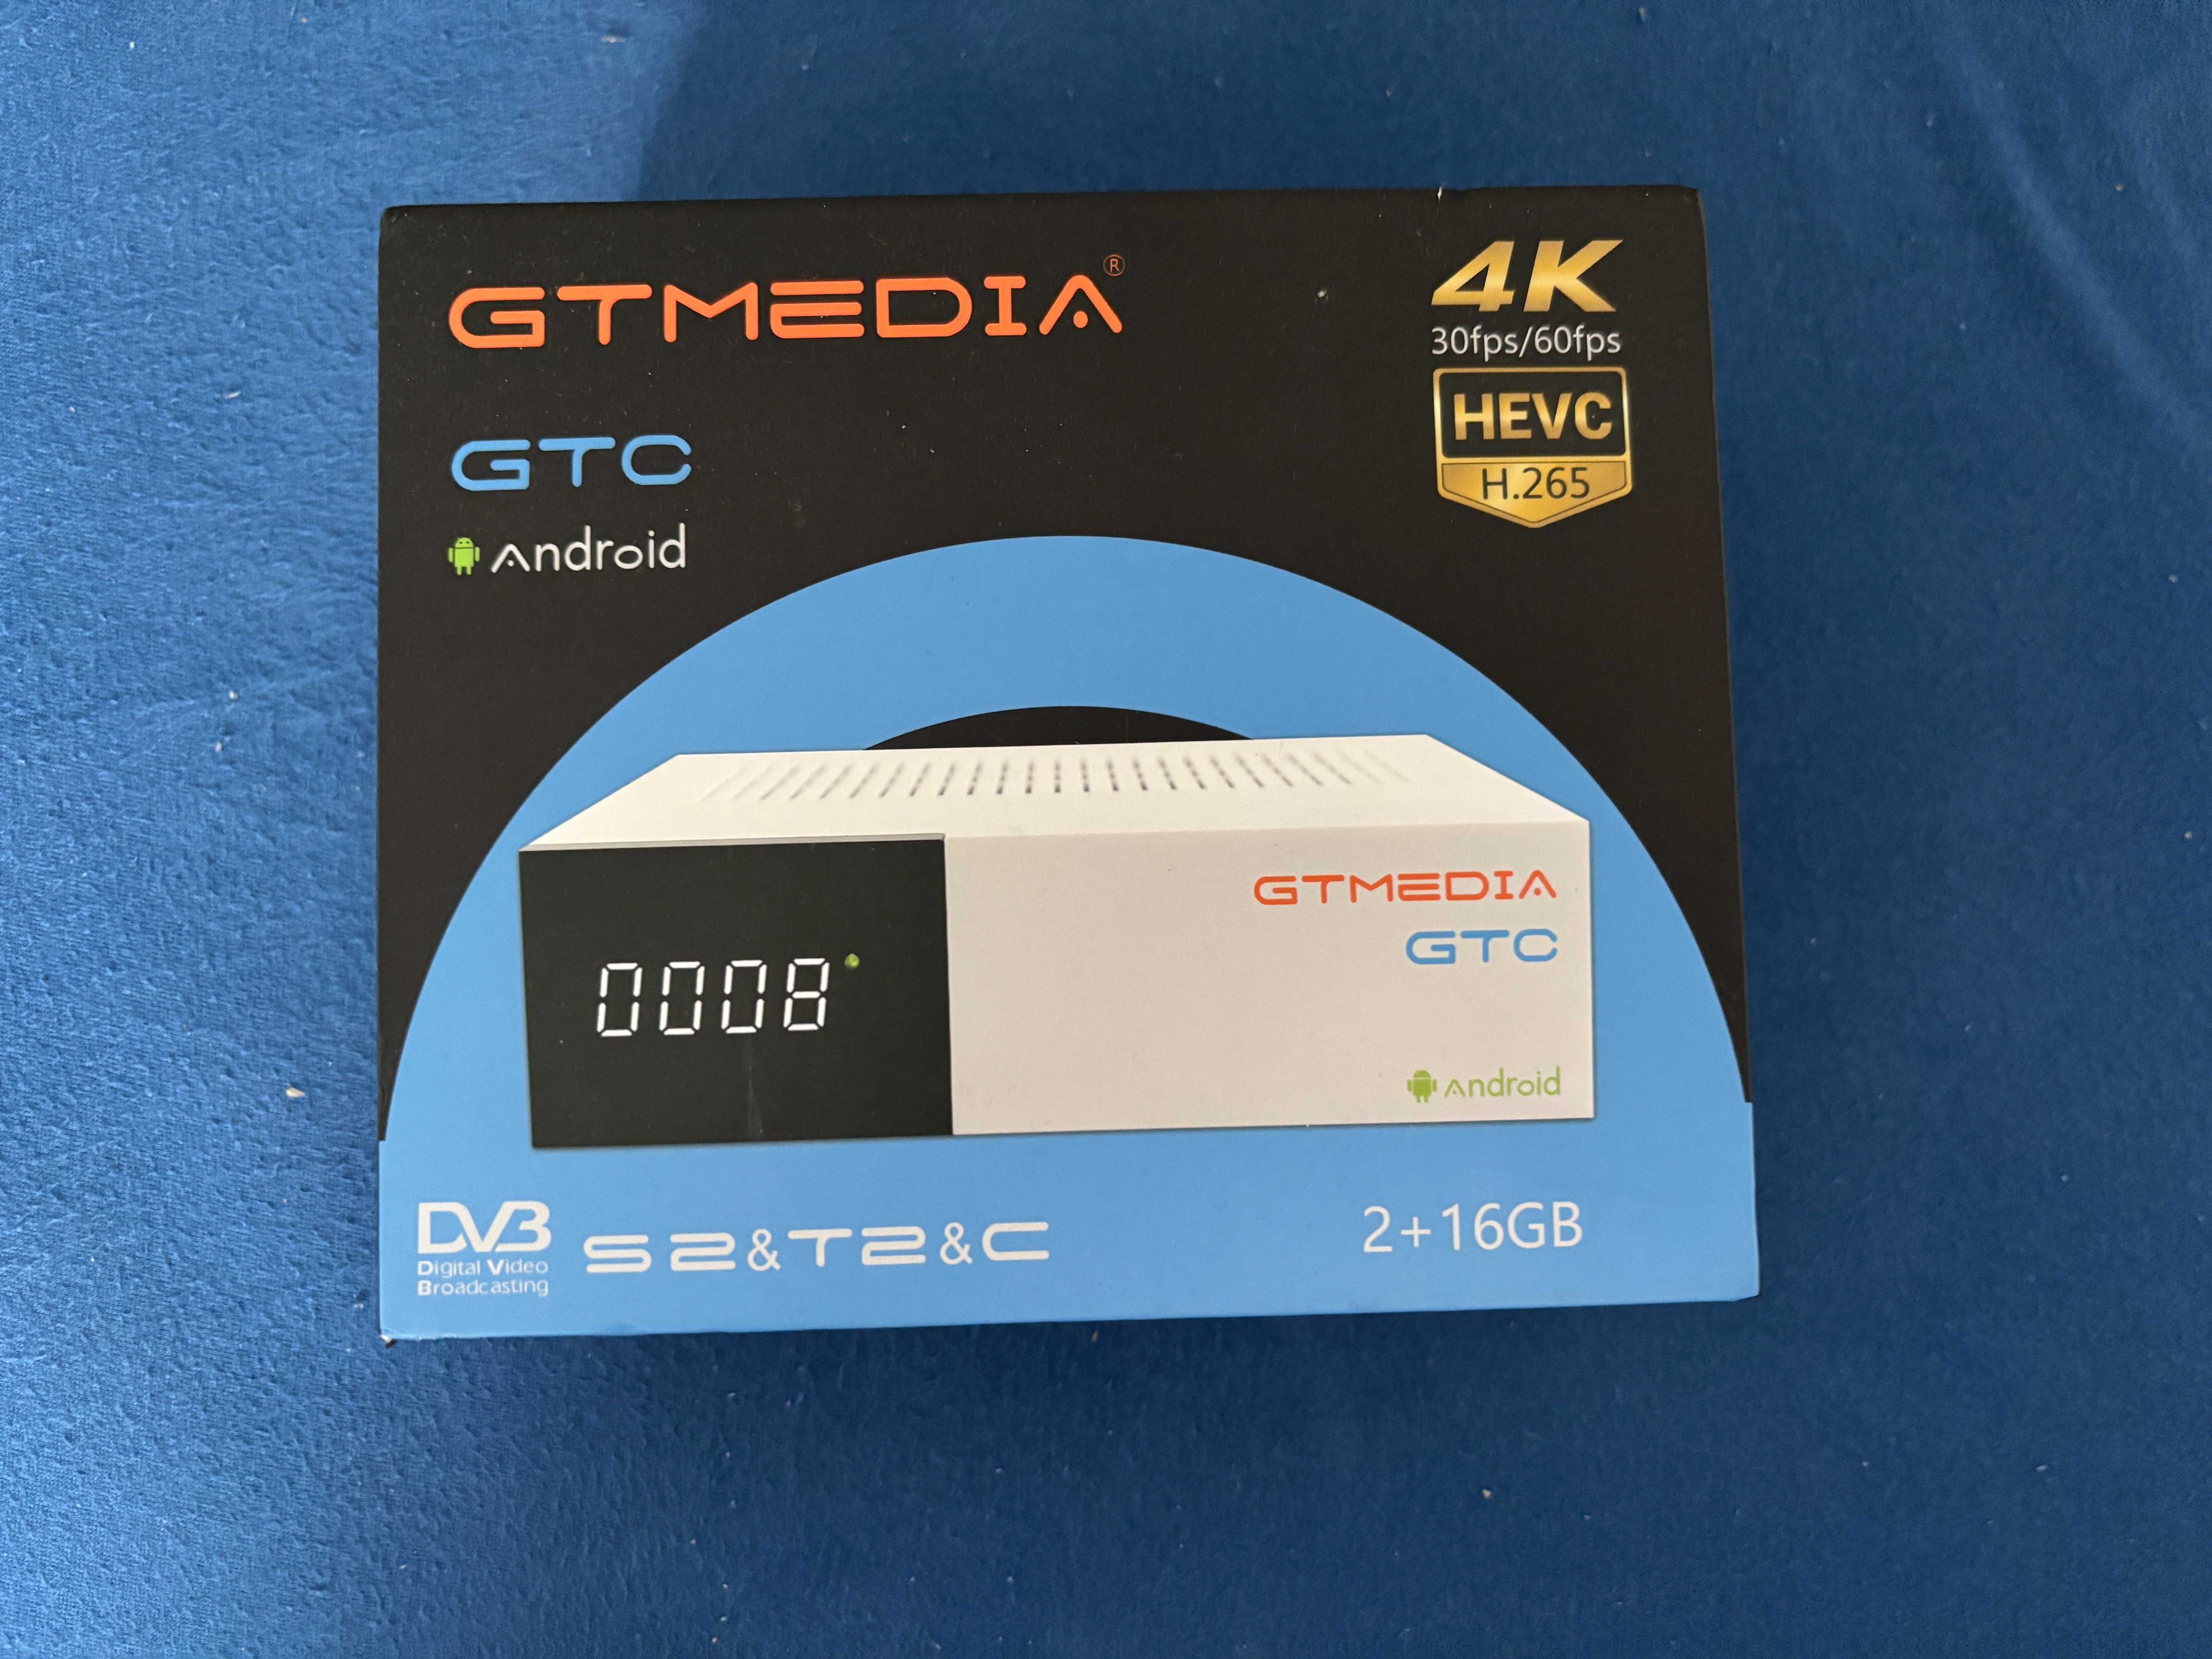 GTMEDIA®
4K
30fps/60fps
HEVC
H.265
GTC
Android
GTMEDIA
GTC
0008
Android
DVB
Digital Video
Broadcasting
S2&T2&C
2+16GB